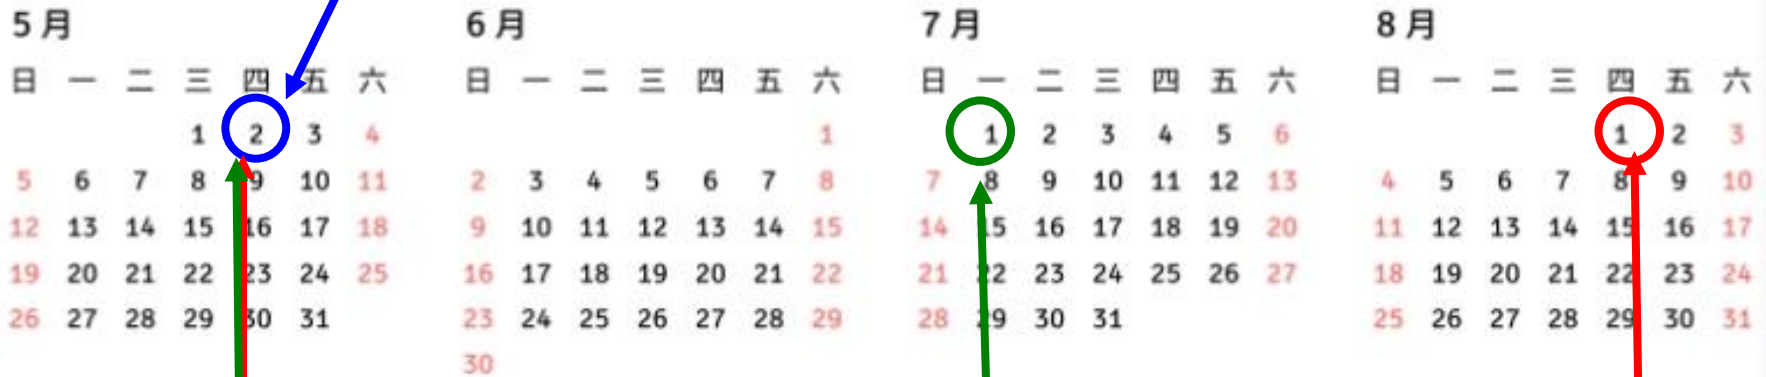 5月
日 一 二 三 四 五 六
1 2 3 4
5 6 7 8 9 10 11
12 13 14 15 16 17 18
19 20 21 22 23 24 25
26 27 28 29 30 31
6月
日 一 二 三 四 五 六
1
2 3 4 5 6 7 8
9 10 11 12 13 14 15
16 17 18 19 20 21 22
23 24 25 26 27 28 29
30
7月
日 一 二 三 四 五 六
1 2 3 4 5 6
7 8 9 10 11 12 13
14 15 16 17 18 19 20
21 22 23 24 25 26 27
28 29 30 31
8月
日 一 二 三 四 五 六
1 2 3
4 5 6 7 8 9 10
11 12 13 14 15 16 17
18 19 20 21 22 23 24
25 26 27 28 29 30 31